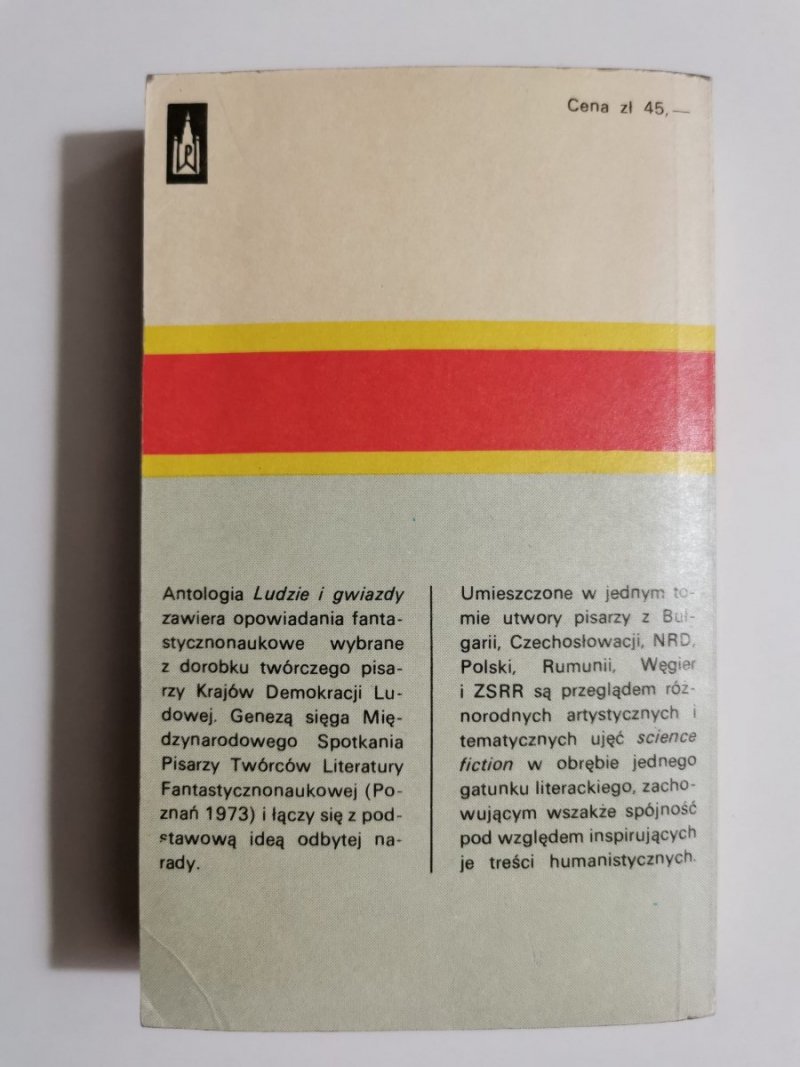 Cena zł 45,—
WP
Antologia Ludzie i gwiazdy
zawiera opowiadania fanta-
stycznonaukowe wybrane
z dorobku twórczego pisa-
rzy Krajów Demokracji Lu-
dowej. Genezą sięga Mię-
dzynarodowego Spotkania
Pisarzy Twórców Literatury
Fantastycznonaukowej (Po-
znań 1973) i łączy się z pod-
stawową ideą odbytej na-
rady.
Umieszczone w jednym to-
mie utwory pisarzy z Buł-
garii, Czechosłowacji, NRD,
Polski, Rumunii, Węgier
i ZSRR są przeglądem róż-
norodnych artystycznych i
tematycznych ujęć science
fiction w obrębie jednego
gatunku literackiego, zacho-
wującym wszakże spójność
pod względem inspirujących
je treści humanistycznych.